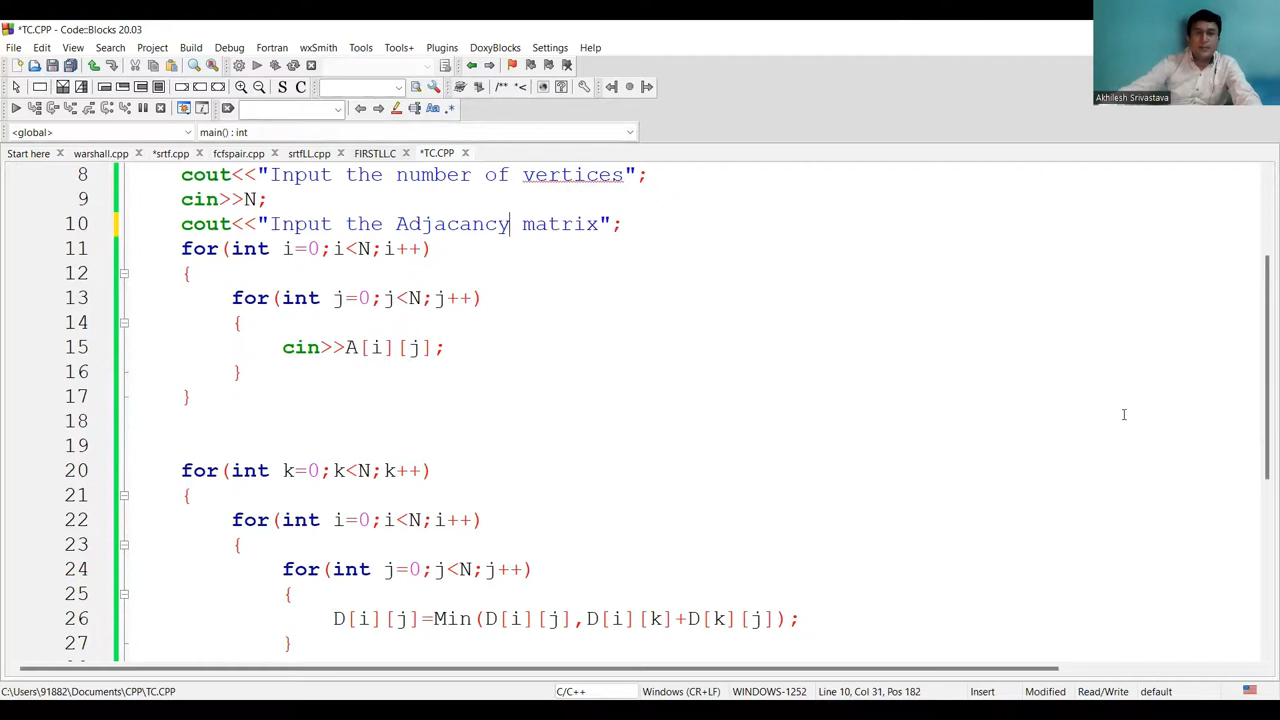 *TC.CPP - Code::Blocks 20.03
File Edit View Search Project Build Debug Fortran wxSmith Tools Tools+ Plugins DoxyBlocks Settings Help
S C /** <*
Aa .*
<global> main() : int
Start here warshall.cpp *srtf.cpp fcfspair.cpp srtfLL.cpp FIRSTLL.C *TC.CPP
Akhilesh Srivastava
8 cout<<"Input the number of vertices";
9 cin>>N;
10 cout<<"Input the Adjacancy matrix";
11 for(int i=0;i<N;i++)
12 {
13 for(int j=0;j<N;j++)
14 {
15 cin>>A[i][j];
16 }
17 }
18
19
20 for(int k=0;k<N;k++)
21 {
22 for(int i=0;i<N;i++)
23 {
24 for(int j=0;j<N;j++)
25 {
26 D[i][j]=Min(D[i][j],D[i][k]+D[k][j]);
27 }
C:\Users\91882\Documents\CPP\TC.CPP C/C++ Windows (CR+LF) WINDOWS-1252 Line 10, Col 31, Pos 182 Insert Modified Read/Write default